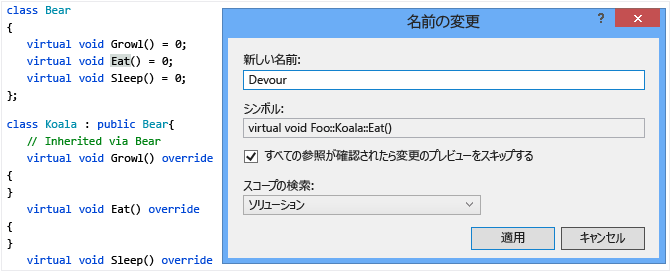 class Bear
{
virtual void Growl() = 0;
virtual void Eat() = 0;
virtual void Sleep() = 0;
};
class Koala : public Bear{
// Inherited via Bear
virtual void Growl() override
{
}
virtual void Eat() override
{
}
virtual void Sleep() override
名前の変更
?
新しい名前:
Devour
シンボル:
virtual void Foo::Koala::Eat()
すべての参照が確認されたら変更のプレビューをスキップする
スコープの検索:
ソリューション
適用
キャンセル